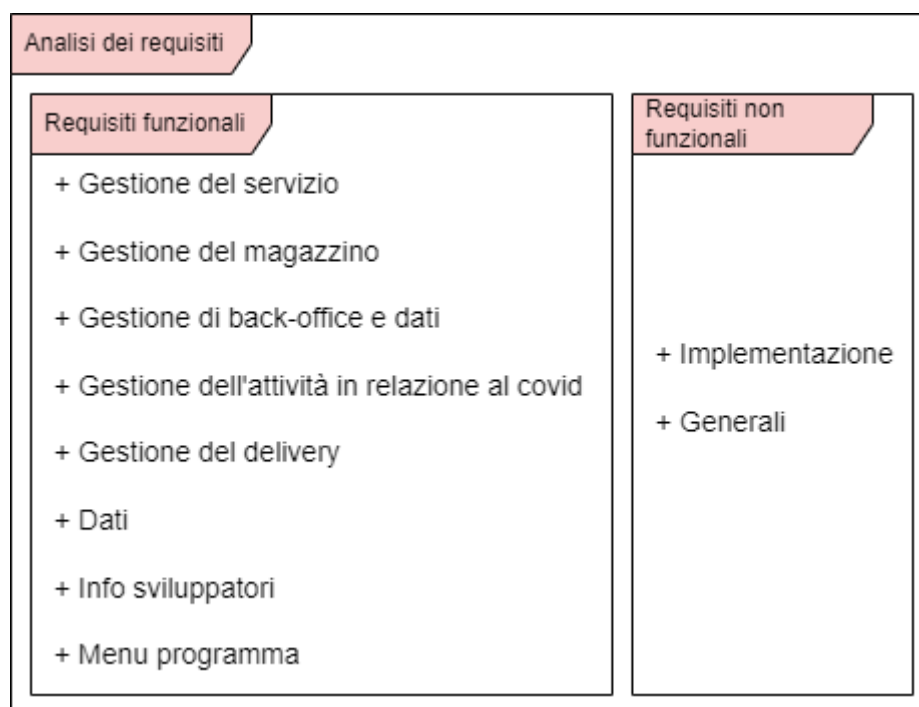 Analisi dei requisiti
Requisiti funzionali
+ Gestione del servizio
+ Gestione del magazzino
+ Gestione di back-office e dati
+ Gestione dell'attività in relazione al covid
+ Gestione del delivery
+ Dati
+ Info sviluppatori
+ Menu programma
Requisiti non
funzionali
+ Implementazione
+ Generali